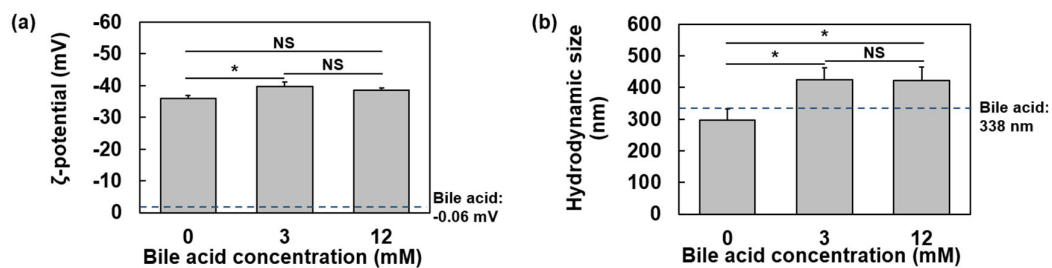 (a)
ζ-potential (mV)
-60
-50
-40
-30
-20
-10
0
NS
*
NS
Bile acid:
-0.06 mV
0 3 12
Bile acid concentration (mM)
(b)
Hydrodynamic size
(nm)
600
500
400
300
200
100
0
*
*
NS
Bile acid:
338 nm
0 3 12
Bile acid concentration (mM)